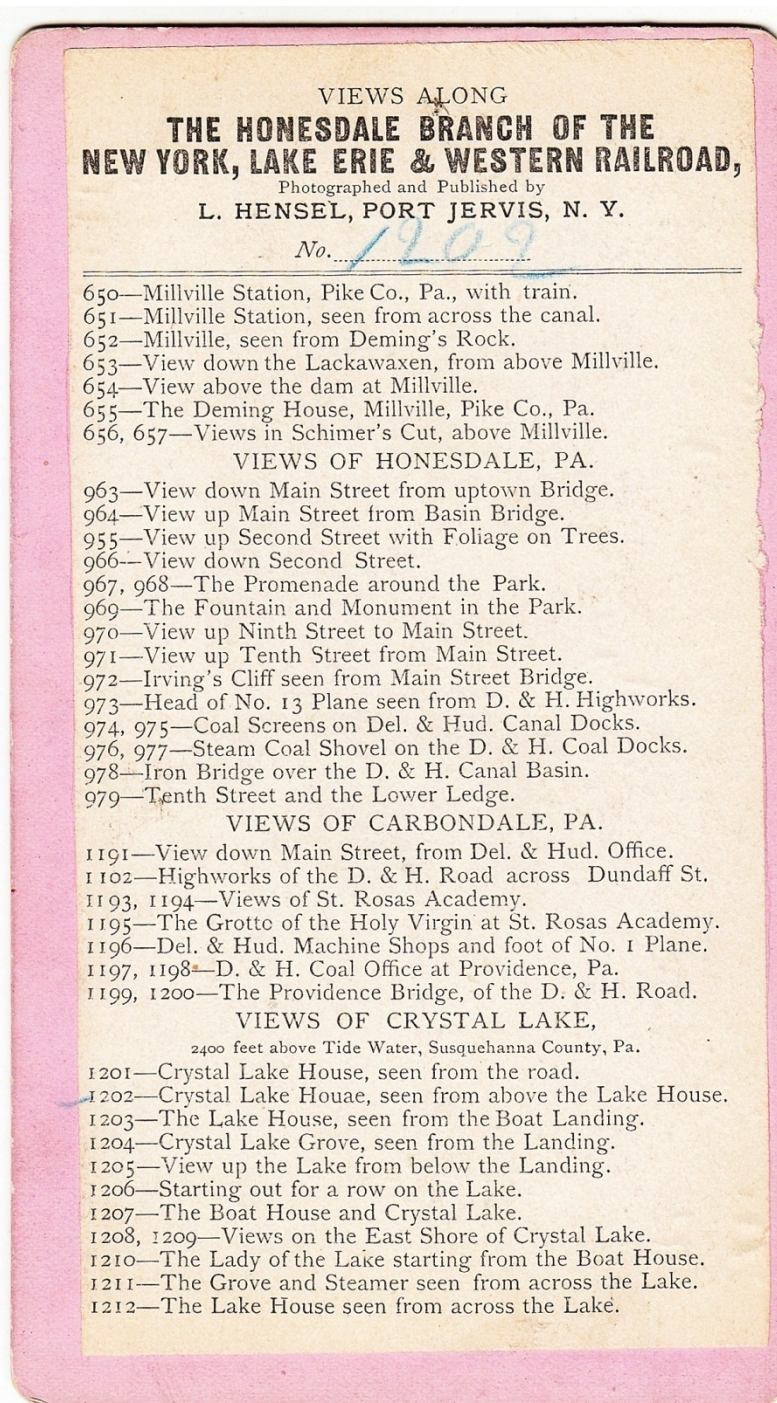 VIEWS ALONG
THE HONESDALE BRANCH OF THE
NEW YORK, LAKE ERIE & WESTERN RAILROAD,
Photographed and Published by
L. HENSEL, PORT JERVIS, N. Y.
No. 1202
650—Millville Station, Pike Co., Pa., with train.
651—Millville Station, seen from across the canal.
652—Millville, seen from Deming's Rock.
653—View down the Lackawaxen, from above Millville.
654—View above the dam at Millville.
655—The Deming House, Millville, Pike Co., Pa.
656, 657—Views in Schimer's Cut, above Millville.
VIEWS OF HONESDALE, PA.
963—View down Main Street from uptown Bridge.
964—View up Main Street from Basin Bridge.
955—View up Second Street with Foliage on Trees.
966—View down Second Street.
967, 968—The Promenade around the Park.
969—The Fountain and Monument in the Park.
970—View up Ninth Street to Main Street.
971—View up Tenth Street from Main Street.
972—Irving's Cliff seen from Main Street Bridge.
973—Head of No. 13 Plane seen from D. & H. Highworks.
974, 975—Coal Screens on Del. & Hud. Canal Docks.
976, 977—Steam Coal Shovel on the D. & H. Coal Docks.
978—Iron Bridge over the D. & H. Canal Basin.
979—Tenth Street and the Lower Ledge.
VIEWS OF CARBONDALE, PA.
1191—View down Main Street, from Del. & Hud. Office.
1102—Highworks of the D. & H. Road across Dundaff St.
1193, 1194—Views of St. Rosas Academy.
1195—The Grotto of the Holy Virgin at St. Rosas Academy.
1196—Del. & Hud. Machine Shops and foot of No. 1 Plane.
1197, 1198—D. & H. Coal Office at Providence, Pa.
1199, 1200—The Providence Bridge, of the D. & H. Road.
VIEWS OF CRYSTAL LAKE,
2400 feet above Tide Water, Susquehanna County, Pa.
1201—Crystal Lake House, seen from the road.
1202—Crystal Lake Houae, seen from above the Lake House.
1203—The Lake House, seen from the Boat Landing.
1204—Crystal Lake Grove, seen from the Landing.
1205—View up the Lake from below the Landing.
1206—Starting out for a row on the Lake.
1207—The Boat House and Crystal Lake.
1208, 1209—Views on the East Shore of Crystal Lake.
1210—The Lady of the Lake starting from the Boat House.
1211—The Grove and Steamer seen from across the Lake.
1212—The Lake House seen from across the Lake.